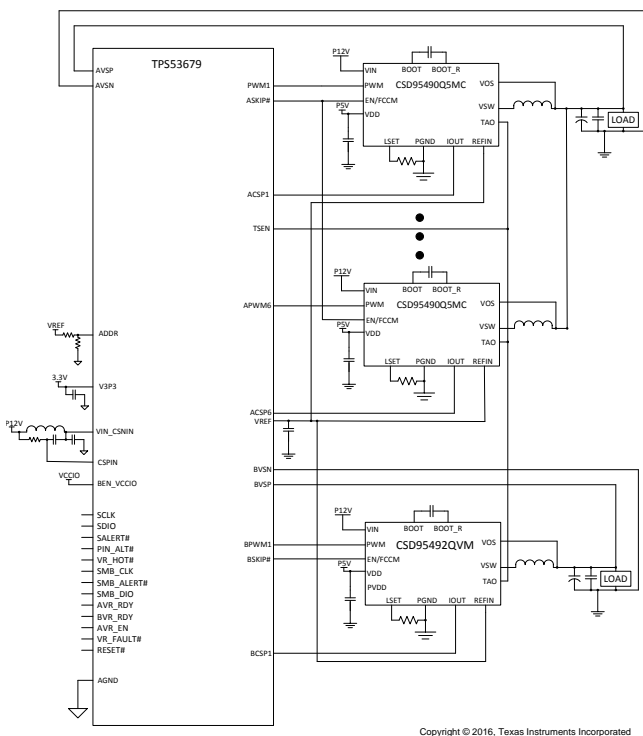 TPS53679
AVSP
AVSN
PWM1
ASKIP#
ACSP1
TSEN
APWM6
ADDR
VREF
V3P3
3.3V
ACSP6
VREF
VIN_CSNIN
P12V
CSPIN
BEN_VCCIO
VCCIO
BVSN
BVSP
SCLK
SDIO
SALERT#
PIN_ALT#
VR_HOT#
SMB_CLK
SMB_ALERT#
SMB_DIO
AVR_RDY
BVR_RDY
AVR_EN
VR_FAULT#
RESET#
BPWM1
BSKIP#
BCSP1
AGND
P12V
P5V
CSD95490Q5MC
VIN
BOOT BOOT_R
VOS
PWM
EN/FCCM
VDD
VSW
TAO
LSET PGND IOUT REFIN
LOAD
P12V
P5V
CSD95490Q5MC
VIN
BOOT BOOT_R
VOS
PWM
EN/FCCM
VDD
VSW
TAO
LSET PGND IOUT REFIN
P12V
P5V
CSD95492QVM
VIN
BOOT BOOT_R
VOS
PWM
EN/FCCM
VDD
PVDD
VSW
TAO
LSET PGND IOUT REFIN
LOAD
Copyright © 2016, Texas Instruments Incorporated